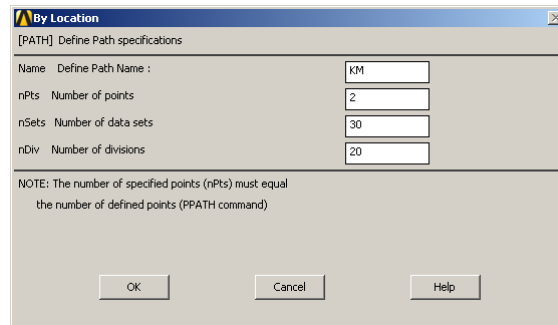 By Location
[PATH] Define Path specifications
Name Define Path Name : KM
nPts Number of points 2
nSets Number of data sets 30
nDiv Number of divisions 20
NOTE: The number of specified points (nPts) must equal
the number of defined points (PPATH command)
OK Cancel Help